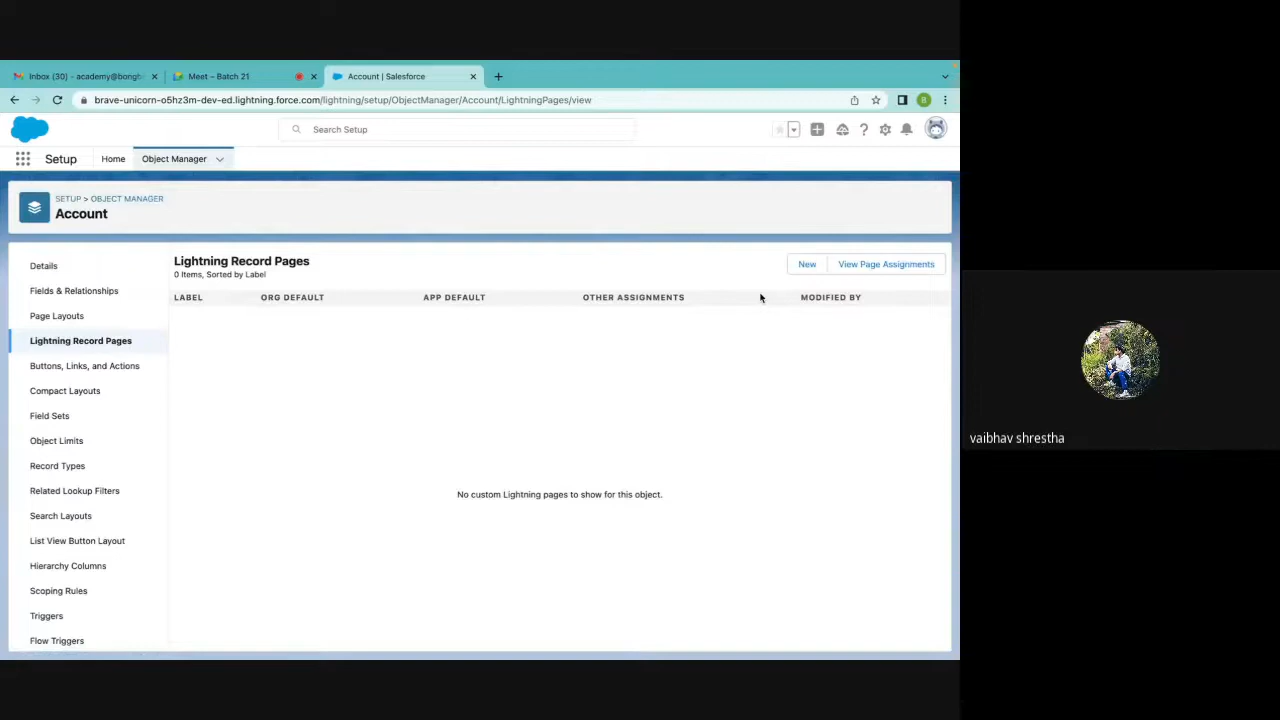 Inbox (30) - academy@bongb
Meet – Batch 21
Account | Salesforce
brave-unicorn-o5hz3m-dev-ed.lightning.force.com/lightning/setup/ObjectManager/Account/LightningPages/view
B
Search Setup
Setup
Home
Object Manager
SETUP > OBJECT MANAGER
Account
Details
Fields & Relationships
Page Layouts
Lightning Record Pages
Buttons, Links, and Actions
Compact Layouts
Field Sets
Object Limits
Record Types
Related Lookup Filters
Search Layouts
List View Button Layout
Hierarchy Columns
Scoping Rules
Triggers
Flow Triggers
Lightning Record Pages
0 Items, Sorted by Label
New
View Page Assignments
LABEL ORG DEFAULT APP DEFAULT OTHER ASSIGNMENTS MODIFIED BY
No custom Lightning pages to show for this object.
vaibhav shrestha